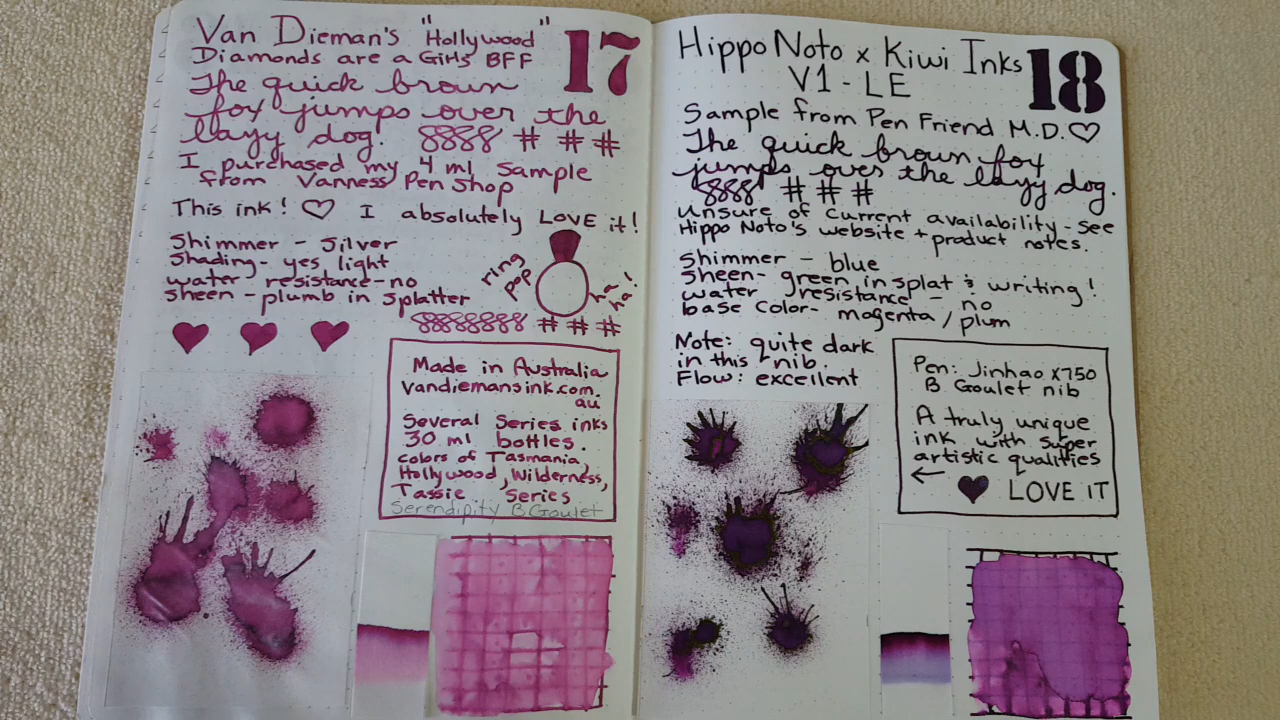 Van Dieman's "Hollywood"
Diamonds are a Girls BFF
17
The quick brown
fox jumps over the
lazy dog. 8888 # # #
I purchased my 4 ml sample
from Vanness Pen Shop
This ink! ♡ I absolutely LOVE it!
Shimmer - Silver
Shading - yes light
water resistance - no
Sheen - plumb in splatter
ring
pop
ha!
ha!
88888888 # # #
Made in Australia
vandiemansink.com.
au
Several Series inks
30 ml bottles.
colors of Tasmania,
Hollywood, Wilderness,
Tassie Series
Serendipity B Goulet
Hippo Noto x Kiwi Inks
V1 - LE
18
Sample from Pen Friend M.D. ♡
The quick brown fox
jumps over the lazy dog.
8888 # # #
Unsure of current availability - see
Hippo Noto's website + product notes.
Shimmer - blue
Sheen - green in splat & writing!
water resistance - no
base color - magenta / plum
Note: quite dark
in this nib.
Flow: excellent
Pen: Jinhao x750
B Goulet nib
A truly unique
ink with super
artistic qualities
← ♥ LOVE IT